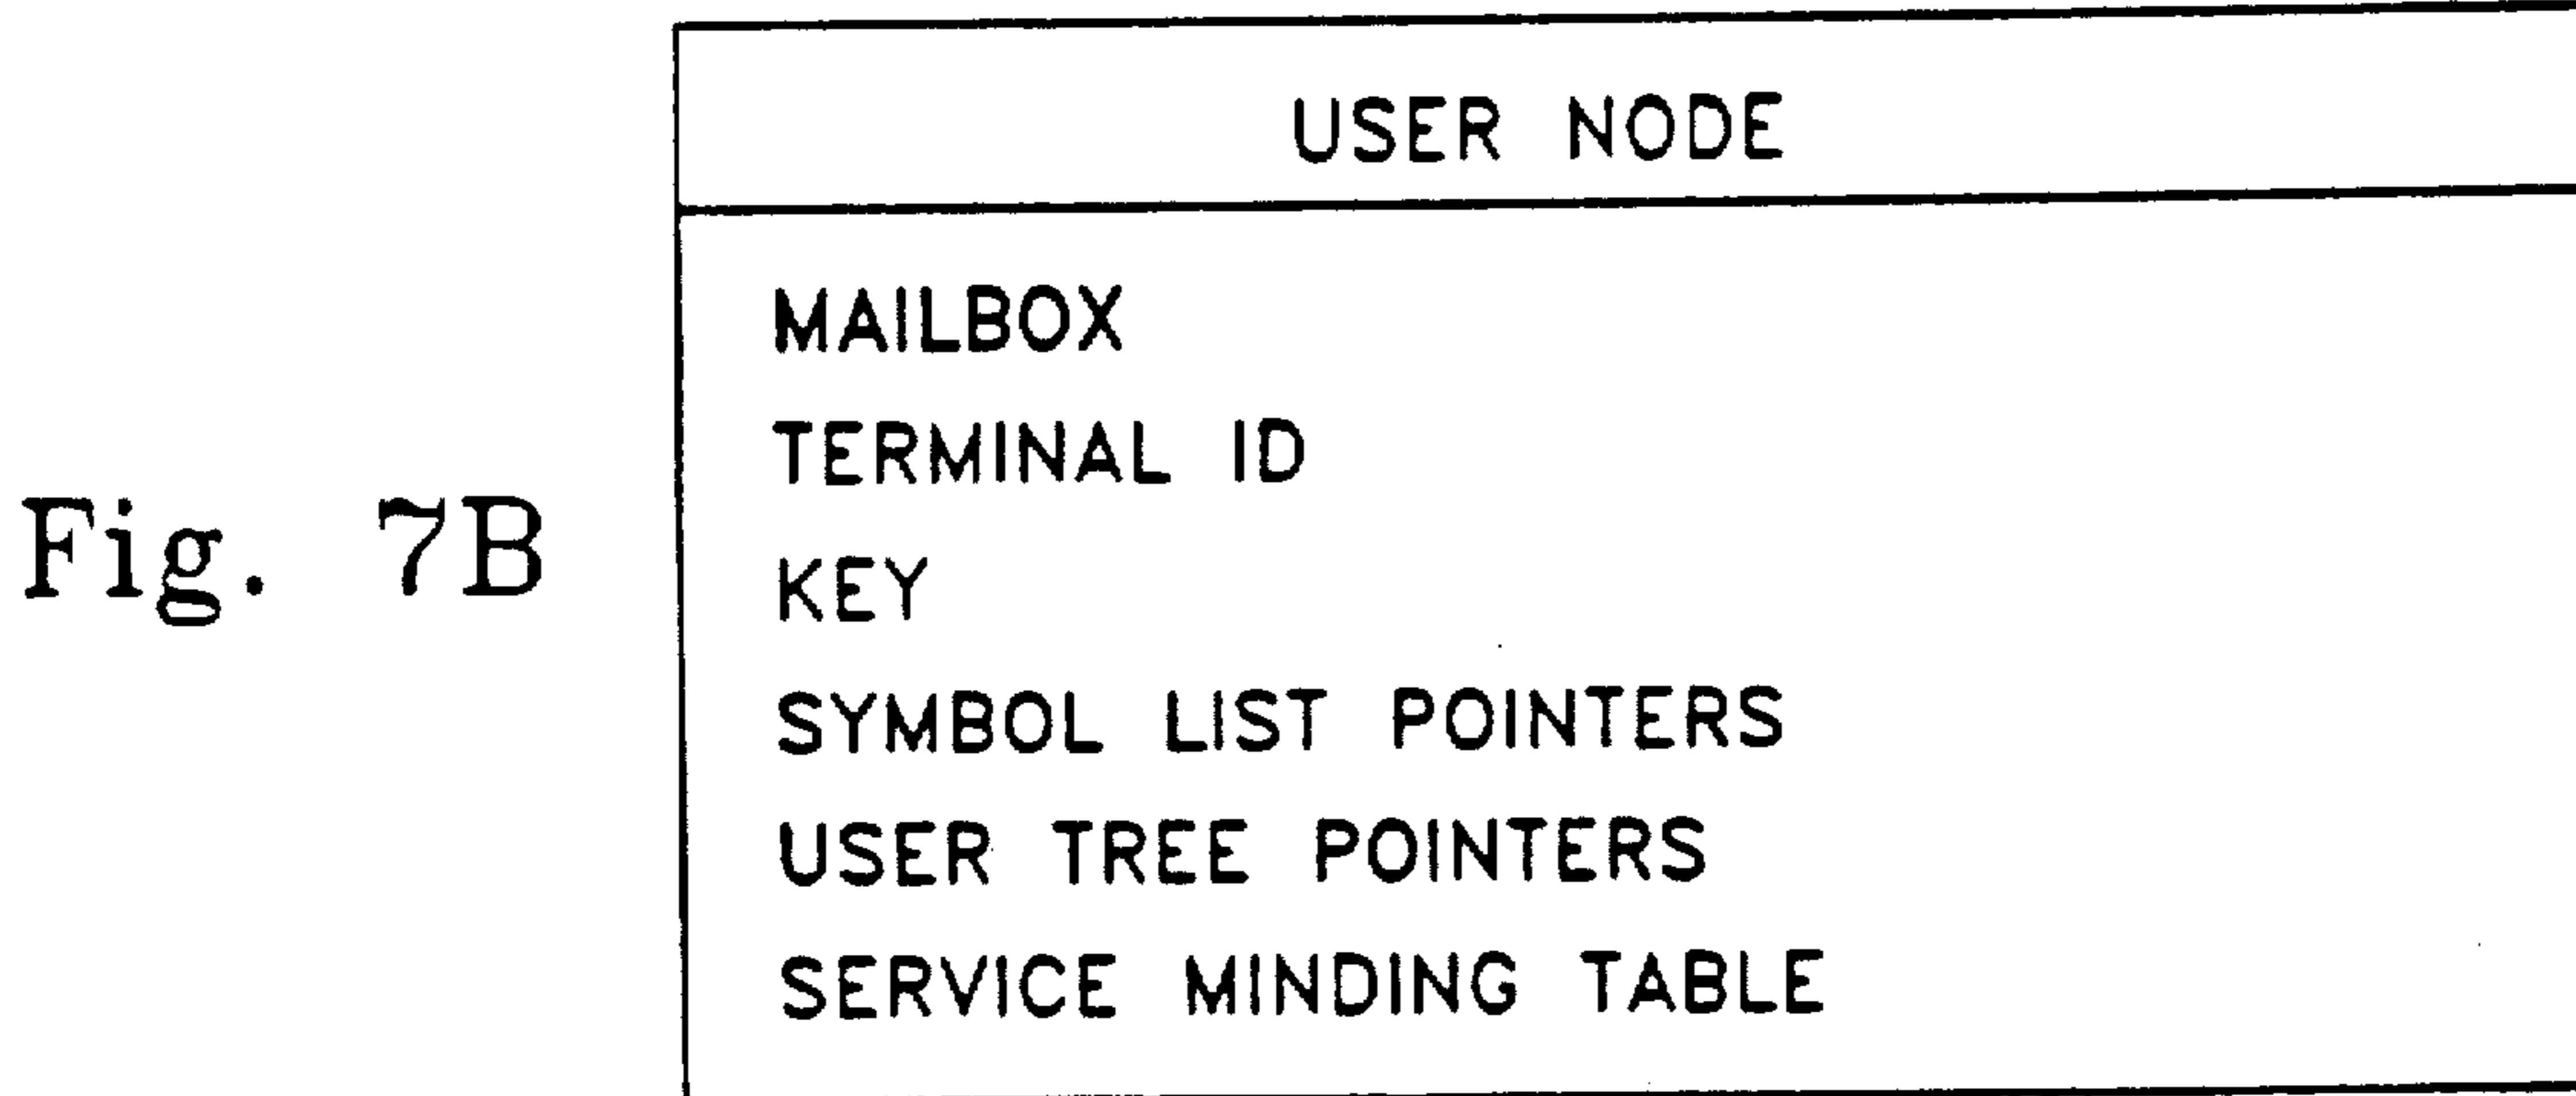 USER NODE
MAILBOX
TERMINAL ID
KEY
SYMBOL LIST POINTERS
USER TREE POINTERS
SERVICE MINDING TABLE
Fig. 7B